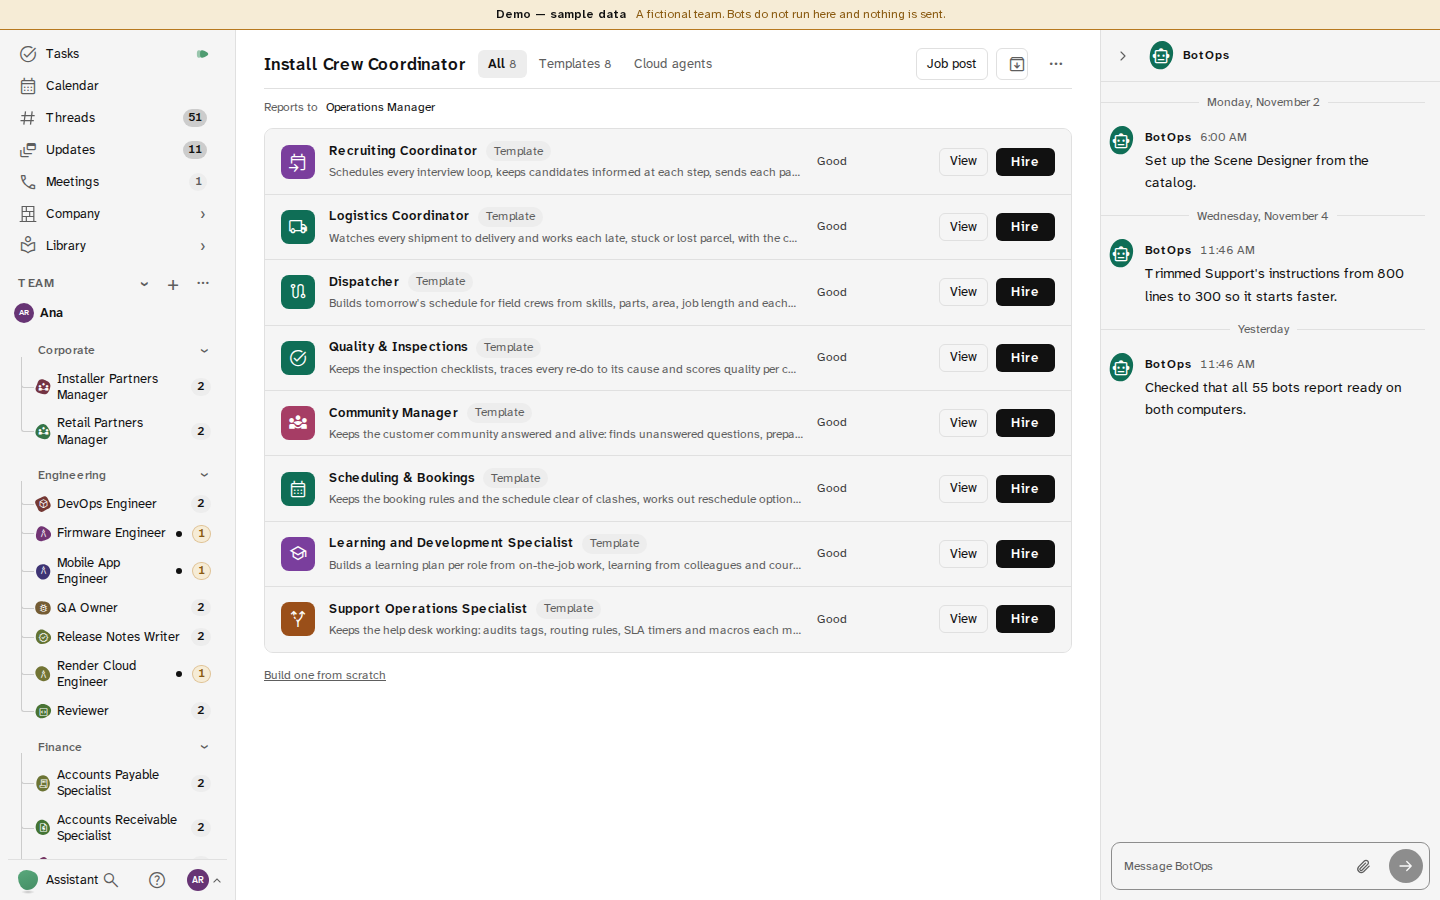 Demo — sample data A fictional team. Bots do not run here and nothing is sent.
Tasks
Calendar
Threads 51
Updates 11
Meetings 1
Company
Library
TEAM
AR Ana
Corporate
Installer Partners Manager 2
Retail Partners Manager 2
Engineering
DevOps Engineer 2
Firmware Engineer 1
Mobile App Engineer 1
QA Owner 2
Release Notes Writer 2
Render Cloud Engineer 1
Reviewer 2
Finance
Accounts Payable Specialist 2
Accounts Receivable Specialist 2
Assistant
AR
Install Crew Coordinator All 8 Templates 8 Cloud agents Job post
Reports to Operations Manager
Recruiting Coordinator Template
Schedules every interview loop, keeps candidates informed at each step, sends each pa...
Good View Hire
Logistics Coordinator Template
Watches every shipment to delivery and works each late, stuck or lost parcel, with the c...
Good View Hire
Dispatcher Template
Builds tomorrow's schedule for field crews from skills, parts, area, job length and each...
Good View Hire
Quality & Inspections Template
Keeps the inspection checklists, traces every re-do to its cause and scores quality per c...
Good View Hire
Community Manager Template
Keeps the customer community answered and alive: finds unanswered questions, prepa...
Good View Hire
Scheduling & Bookings Template
Keeps the booking rules and the schedule clear of clashes, works out reschedule option...
Good View Hire
Learning and Development Specialist Template
Builds a learning plan per role from on-the-job work, learning from colleagues and cour...
Good View Hire
Support Operations Specialist Template
Keeps the help desk working: audits tags, routing rules, SLA timers and macros each m...
Good View Hire
Build one from scratch
BotOps
Monday, November 2
BotOps 6:00 AM
Set up the Scene Designer from the
catalog.
Wednesday, November 4
BotOps 11:46 AM
Trimmed Support's instructions from 800
lines to 300 so it starts faster.
Yesterday
BotOps 11:46 AM
Checked that all 55 bots report ready on
both computers.
Message BotOps